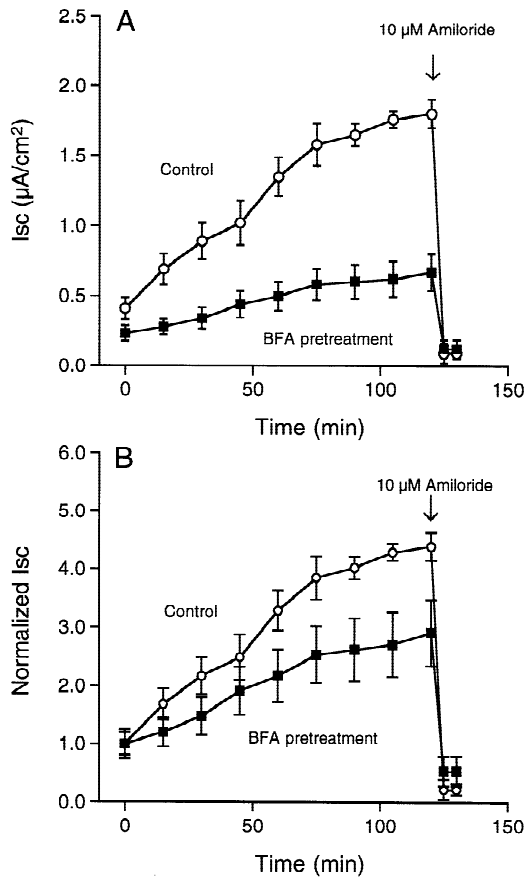 A
10 µM Amiloride
2.5
2.0
1.5
1.0
0.5
0.0
Isc (µA/cm²)
Control
BFA pretreatment
0
50
100
150
Time (min)
B
10 µM Amiloride
6.0
5.0
4.0
3.0
2.0
1.0
0.0
Normalized Isc
Control
BFA pretreatment
0
50
100
150
Time (min)